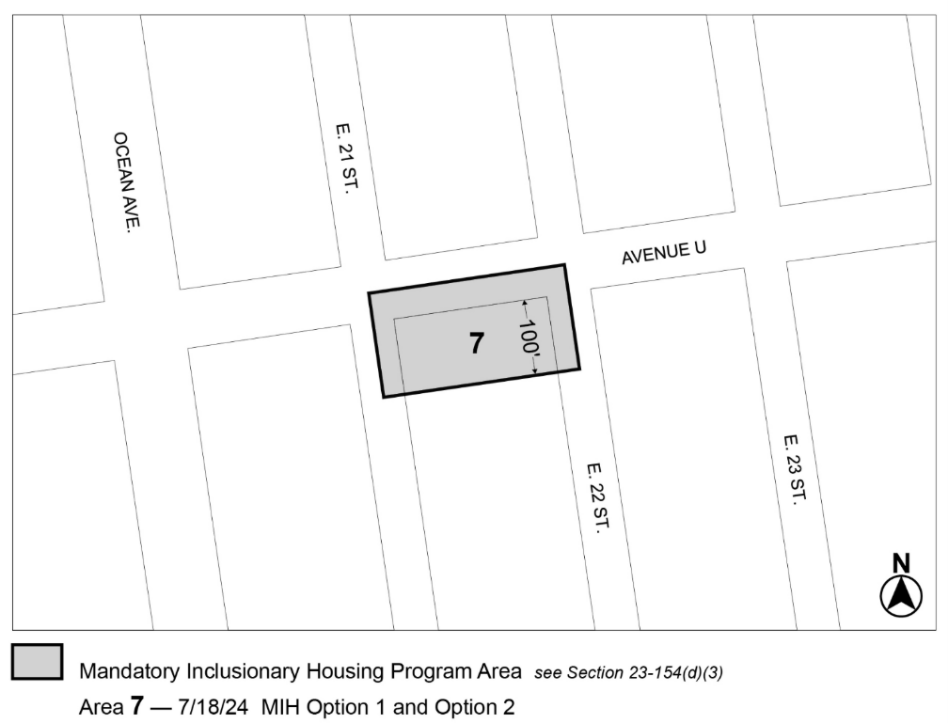 OCEAN AVE.
E. 21 ST.
AVENUE U
7
100'
E. 22 ST.
E. 23 ST.
N
Mandatory Inclusionary Housing Program Area see Section 23-154(d)(3)
Area 7 — 7/18/24 MIH Option 1 and Option 2